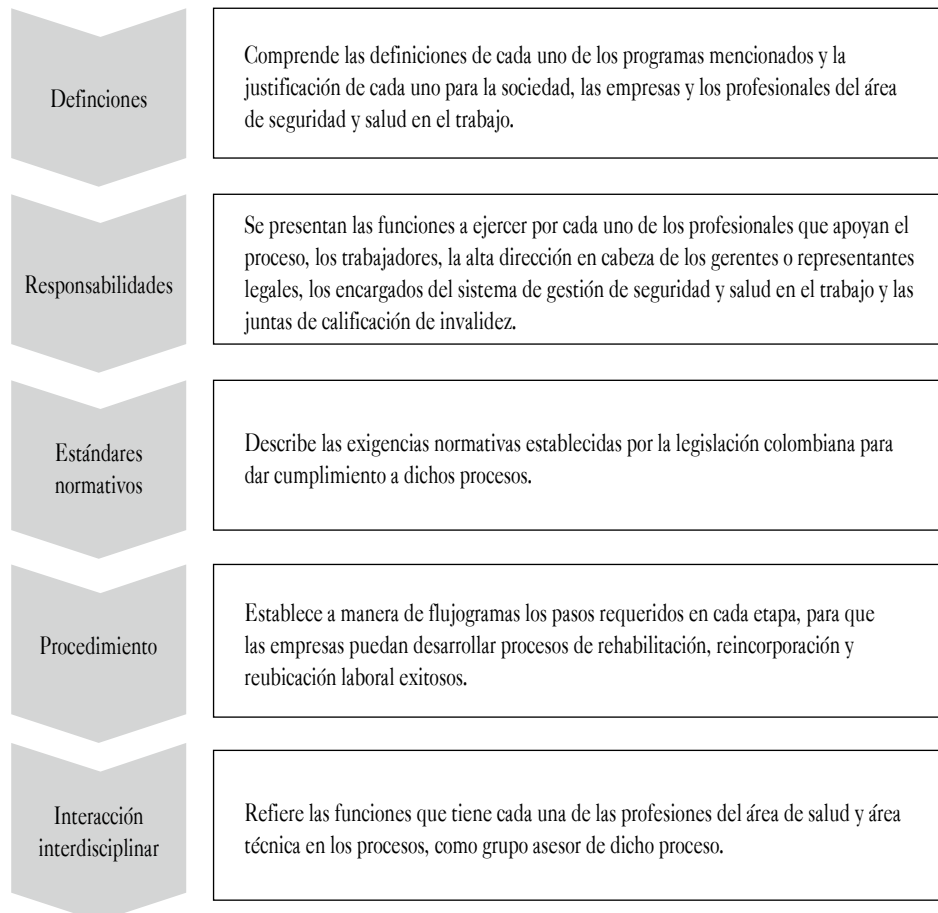 Definciones
Comprende las definiciones de cada uno de los programas mencionados y la
justificación de cada uno para la sociedad, las empresas y los profesionales del área
de seguridad y salud en el trabajo.
Responsabilidades
Se presentan las funciones a ejercer por cada uno de los profesionales que apoyan el
proceso, los trabajadores, la alta dirección en cabeza de los gerentes o representantes
legales, los encargados del sistema de gestión de seguridad y salud en el trabajo y las
juntas de calificación de invalidez.
Estándares
normativos
Describe las exigencias normativas establecidas por la legislación colombiana para
dar cumplimiento a dichos procesos.
Procedimiento
Establece a manera de flujogramas los pasos requeridos en cada etapa, para que
las empresas puedan desarrollar procesos de rehabilitación, reincorporación y
reubicación laboral exitosos.
Interacción
interdisciplinar
Refiere las funciones que tiene cada una de las profesiones del área de salud y área
técnica en los procesos, como grupo asesor de dicho proceso.